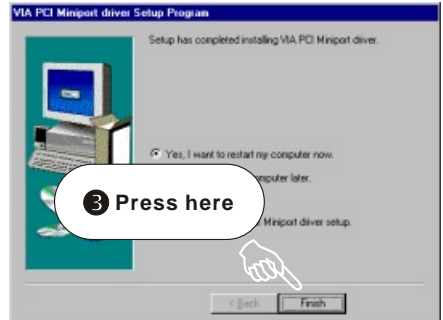 VIA PCI Miniport driver Setup Program
Setup has completed installing VIA PCI Miniport driver.
Yes, I want to restart my computer now.
computer later.
❸ Press here
Miniport driver setup.
< Back
Finish